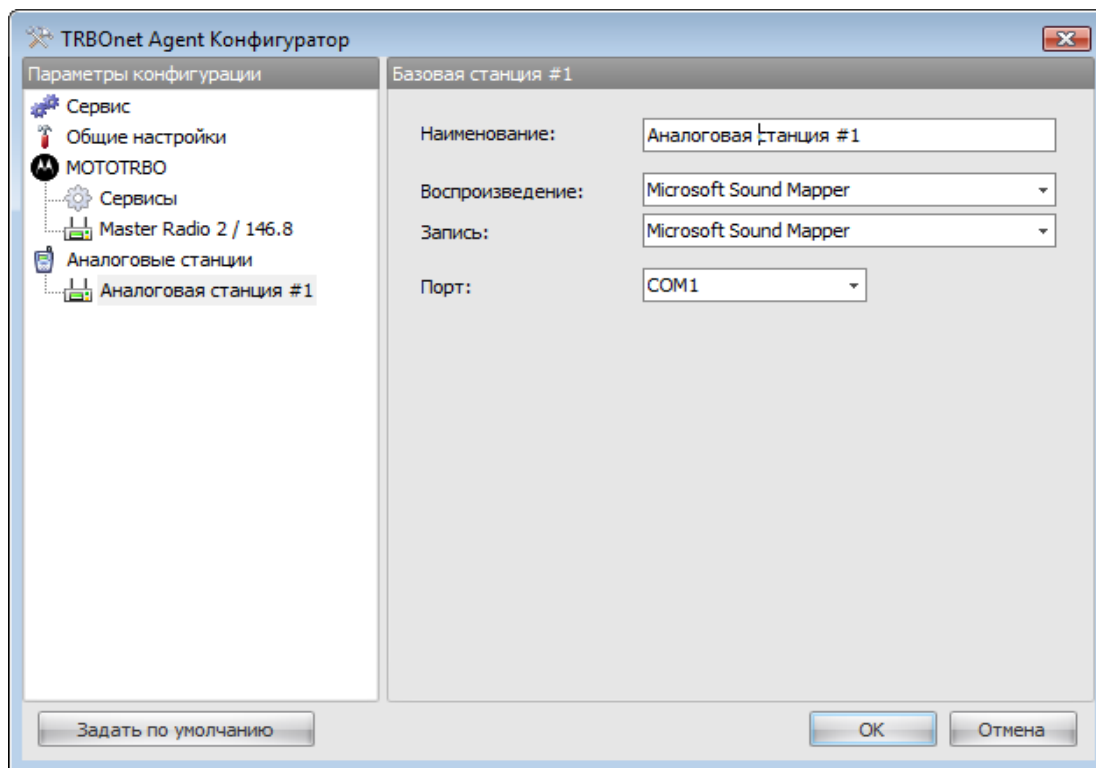 TRBOnet Agent Конфигуратор
Параметры конфигурации
Сервис
Общие настройки
MOTOTRBO
Сервисы
Master Radio 2 / 146.8
Аналоговые станции
Аналоговая станция #1
Базовая станция #1
Наименование: Аналоговая станция #1
Воспроизведение: Microsoft Sound Mapper
Запись: Microsoft Sound Mapper
Порт: COM1
Задать по умолчанию OK Отмена